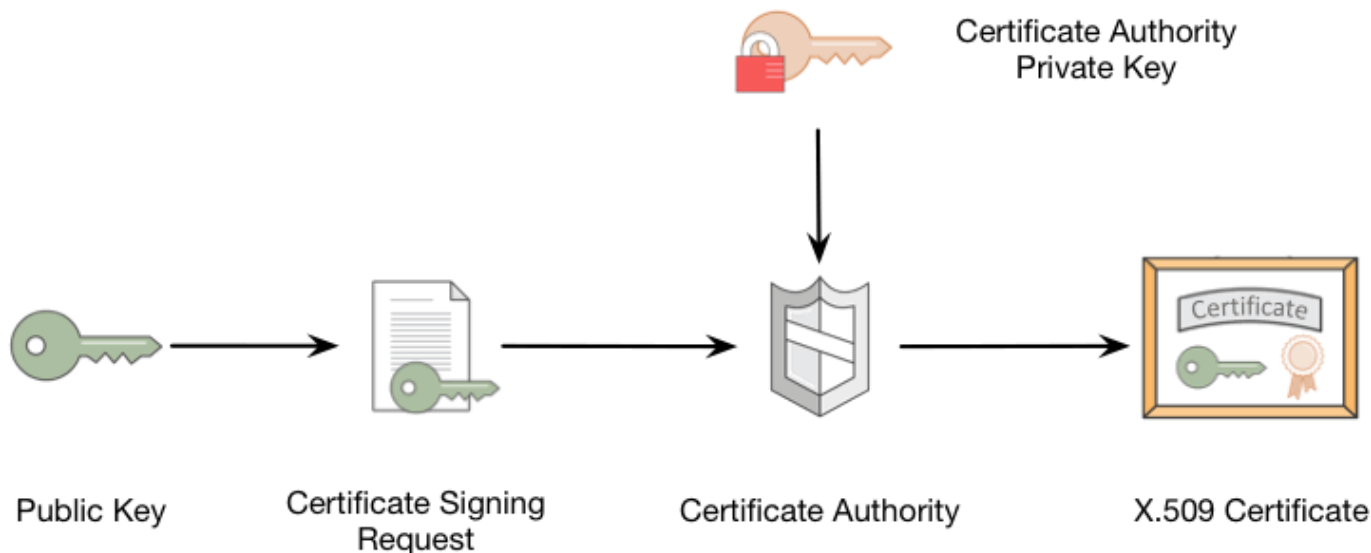 Certificate Authority
Private Key
Certificate
Public Key
Certificate Signing
Request
Certificate Authority
X.509 Certificate